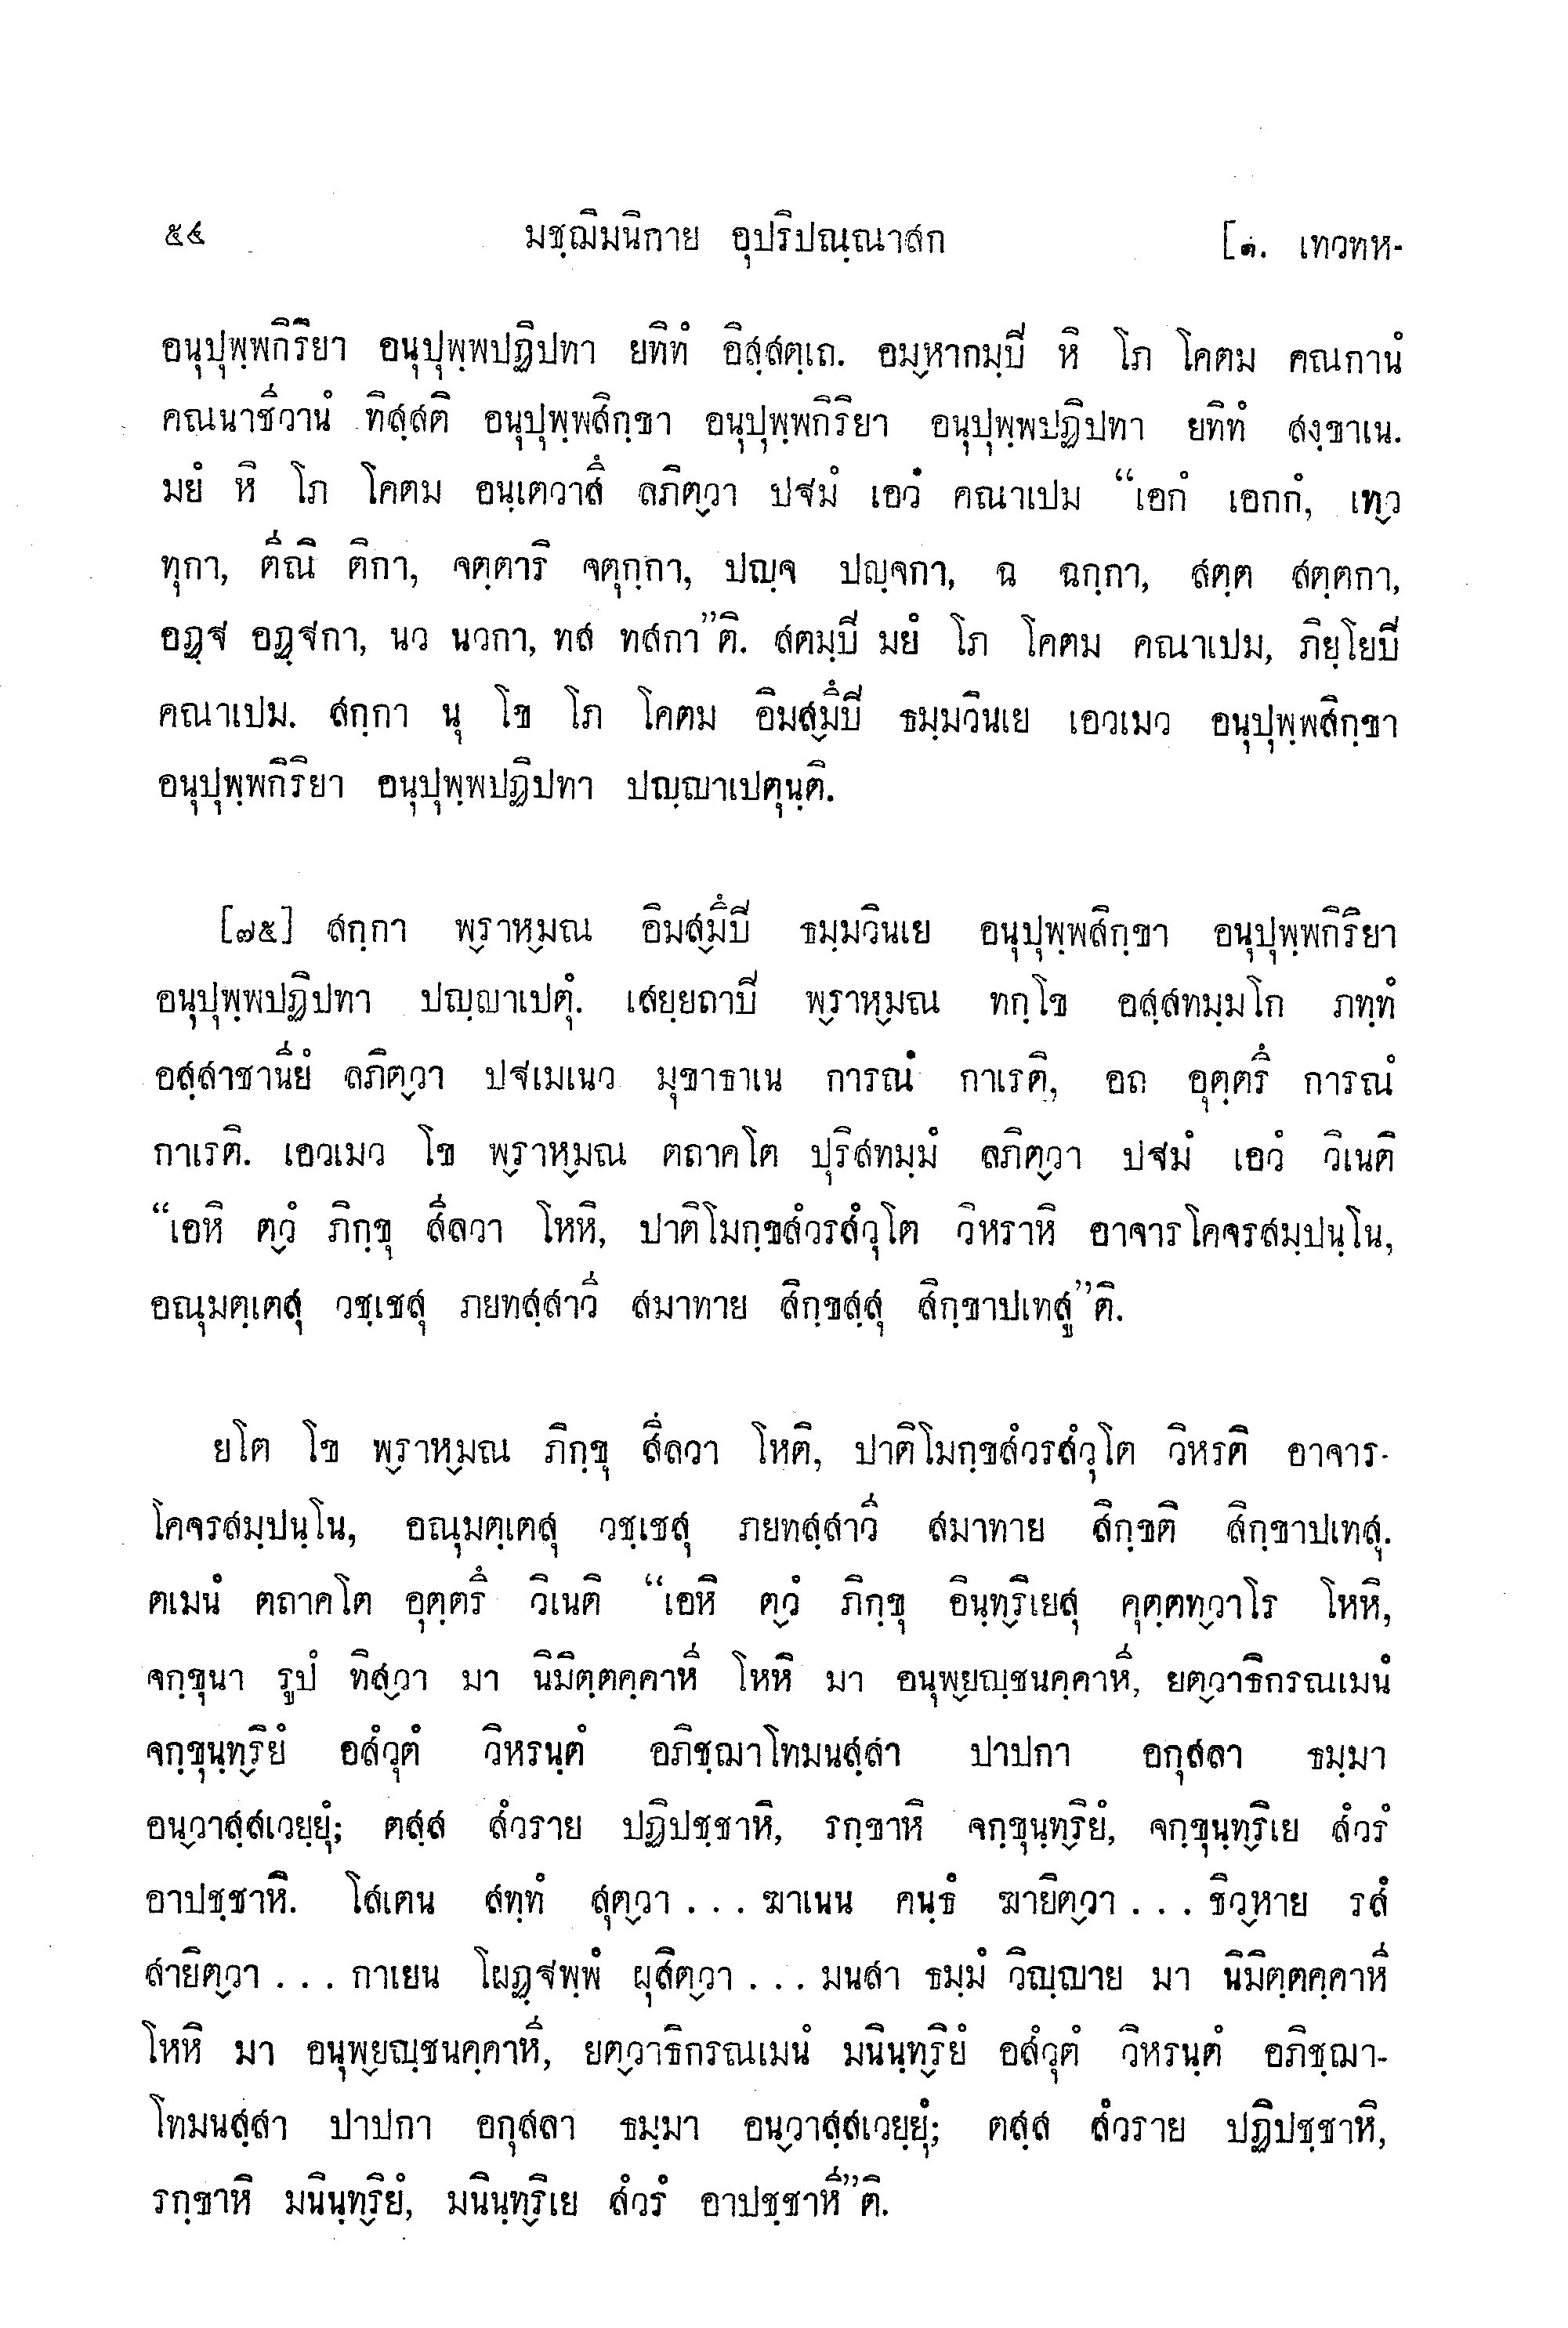 ๕๔ มชฺฌิมนิกาย อุปริปณฺณาสก [๑. เทวทห-
อนุปุพฺพกิริยา อนุปุพฺพปฏิปทา ยทิทํ อิสฺสตฺเถ. อมฺหากมฺปิ หิ โภ โคตม คณกานํ
คณนาชีวานํ ทิสฺสติ อนุปุพฺพสิกฺขา อนุปุพฺพกิริยา อนุปุพฺพปฏิปทา ยทิทํ สงฺขาเน.
มยํ หิ โภ โคตม อนฺเตวาสึ ลภิตฺวา ปฐมํ เอวํ คณาเปม “เอกํ เอกกํ, เทฺว
ทุกา, ตีณิ ติกา, จตฺตาริ จตุกฺกา, ปญฺจ ปญฺจกา, ฉ ฉกฺกา, สตฺต สตฺตกา,
อฏฺฐ อฏฺฐกา, นว นวกา, ทส ทสกา”ติ. สตมฺปิ มยํ โภ โคตม คณาเปม, ภิยฺโยปิ
คณาเปม. สกฺกา นุ โข โภ โคตม อิมสฺมึปิ ธมฺมวินเย เอวเมว อนุปุพฺพสิกฺขา
อนุปุพฺพกิริยา อนุปุพฺพปฏิปทา ปญฺญาเปตุนฺติ.
[๗๕] สกฺกา พฺราหฺมณ อิมสฺมึปิ ธมฺมวินเย อนุปุพฺพสิกฺขา อนุปุพฺพกิริยา
อนุปุพฺพปฏิปทา ปญฺญาเปตุํ. เสยฺยถาปิ พฺราหฺมณ ทกฺโข อสฺสทมฺมโก ภทฺทํ
อสฺสาชานียํ ลภิตฺวา ปฐเมเนว มุขาธาเน การณํ กาเรติ, อถ อุตฺตรึ การณํ
กาเรติ. เอวเมว โข พฺราหฺมณ ตถาคโต ปุริสทมฺมํ ลภิตฺวา ปฐมํ เอวํ วิเนติ
“เอหิ ตฺวํ ภิกฺขุ สีลวา โหหิ, ปาติโมกฺขสํวรสํวุโต วิหราหิ อาจารโคจรสมฺปนฺโน,
อณุมตฺเตสุ วชฺเชสุ ภยทสฺสาวี สมาทาย สิกฺขสฺสุ สิกฺขาปเทสู”ติ.
ยโต โข พฺราหฺมณ ภิกฺขุ สีลวา โหติ, ปาติโมกฺขสํวรสํวุโต วิหรติ อาจาร-
โคจรสมฺปนฺโน, อณุมตฺเตสุ วชฺเชสุ ภยทสฺสาวี สมาทาย สิกฺขติ สิกฺขาปเทสุ.
ตเมนํ ตถาคโต อุตฺตรึ วิเนติ “เอหิ ตฺวํ ภิกฺขุ อินฺทฺริเยสุ คุตฺตทฺวาโร โหหิ,
จกฺขุนา รูปํ ทิสฺวา มา นิมิตฺตคฺคาหี โหหิ มา อนุพฺยญฺชนคฺคาหี, ยตฺวาธิกรณเมนํ
จกฺขุนฺทฺริยํ อสํวุตํ วิหรนฺตํ อภิชฺฌาโทมนสฺสา ปาปกา อกุสลา ธมฺมา
อนฺวาสฺสเวยฺยุํ; ตสฺส สํวราย ปฏิปชฺชาหิ, รกฺขาหิ จกฺขุนฺทฺริยํ, จกฺขุนฺทฺริเย สํวรํ
อาปชฺชาหิ. โสเตน สทฺทํ สุตฺวา ... ฆาเนน คนฺธํ ฆายิตฺวา ... ชิวฺหาย รสํ
สายิตฺวา ... กาเยน โผฏฺฐพฺพํ ผุสิตฺวา ... มนสา ธมฺมํ วิญฺญาย มา นิมิตฺตคฺคาหี
โหหิ มา อนุพฺยญฺชนคฺคาหี, ยตฺวาธิกรณเมนํ มนินฺทฺริยํ อสํวุตํ วิหรนฺตํ อภิชฺฌา-
โทมนสฺสา ปาปกา อกุสลา ธมฺมา อนฺวาสฺสเวยฺยุํ; ตสฺส สํวราย ปฏิปชฺชาหิ,
รกฺขาหิ มนินฺทฺริยํ, มนินฺทฺริเย สํวรํ อาปชฺชาหี”ติ.